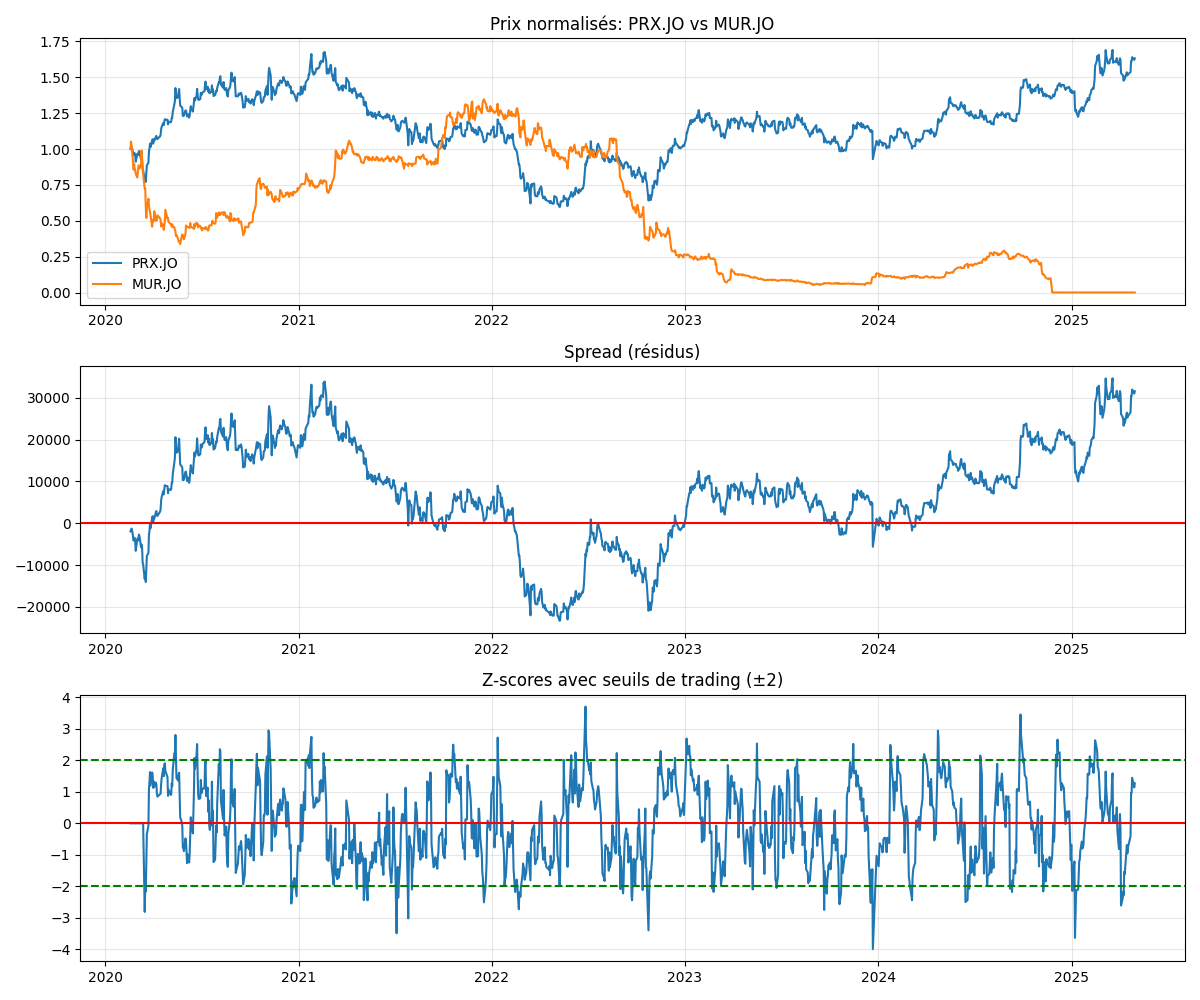 Prix normalisés: PRX.JO vs MUR.JO
1.75
1.50
1.25
1.00
0.75
0.50
0.25
0.00
PRX.JO
MUR.JO
2020 2021 2022 2023 2024 2025
Spread (résidus)
30000
20000
10000
0
−10000
−20000
2020 2021 2022 2023 2024 2025
Z-scores avec seuils de trading (±2)
4
3
2
1
0
−1
−2
−3
−4
2020 2021 2022 2023 2024 2025